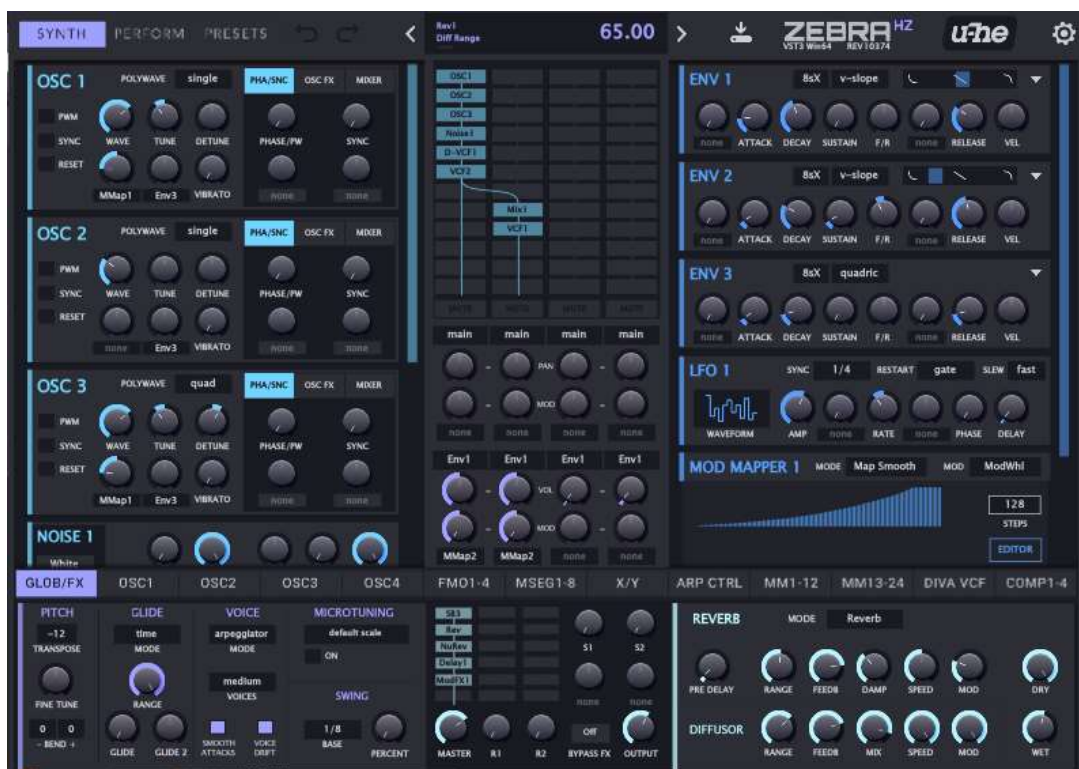 SYNTH PERFORM PRESETS
Rev1
Diff Range
65.00
ZEBRA HZ
VST3 Win64 REV10374
u-he
OSC 1 POLYWAVE single PHA/SNC OSC FX MIXER
PWM
SYNC WAVE TUNE DETUNE PHASE/PW SYNC
RESET
MMap1 Env3 VIBRATO none none
OSC 2 POLYWAVE single PHA/SNC OSC FX MIXER
PWM
SYNC WAVE TUNE DETUNE PHASE/PW SYNC
RESET
none Env3 VIBRATO none none
OSC 3 POLYWAVE quad PHA/SNC OSC FX MIXER
PWM
SYNC WAVE TUNE DETUNE PHASE/PW SYNC
RESET
MMap1 Env3 VIBRATO none none
NOISE 1
White
OSC1
OSC2
OSC3
Noise1
D-VCF1
VCF2
Mix1
VCF1
MUTE MUTE MUTE MUTE
main main main main
- PAN -
- MOD -
none none none none
Env1 Env1 Env1 Env1
- VOL -
- MOD -
MMap2 MMap2 none none
ENV 1 8sX v-slope
none ATTACK DECAY SUSTAIN F/R none RELEASE VEL
ENV 2 8sX v-slope
none ATTACK DECAY SUSTAIN F/R none RELEASE VEL
ENV 3 8sX quadric
none ATTACK DECAY SUSTAIN F/R none RELEASE VEL
LFO 1 SYNC 1/4 RESTART gate SLEW fast
WAVEFORM AMP none RATE none PHASE DELAY
MOD MAPPER 1 MODE Map Smooth MOD ModWhl
128
STEPS
EDITOR
GLOB/FX OSC1 OSC2 OSC3 OSC4 FMO1-4 MSEG1-8 X/Y ARP CTRL MM1-12 MM13-24 DIVA VCF COMP1-4
PITCH
-12
TRANSPOSE
FINE TUNE
0 0
- BEND +
GLIDE
time
MODE
RANGE
GLIDE GLIDE 2
VOICE
arpeggiator
MODE
medium
VOICES
SMOOTH ATTACKS
VOICE DRIFT
MICROTUNING
default scale
ON
SWING
1/8
BASE
PERCENT
SB3
Rev
NuRev
Delay1
ModFX1
S1 S2
none none
Off
MASTER R1 R2 BYPASS FX OUTPUT
REVERB MODE Reverb
PRE DELAY RANGE FEEDB DAMP SPEED MOD DRY
DIFFUSOR
RANGE FEEDB MIX SPEED MOD WET